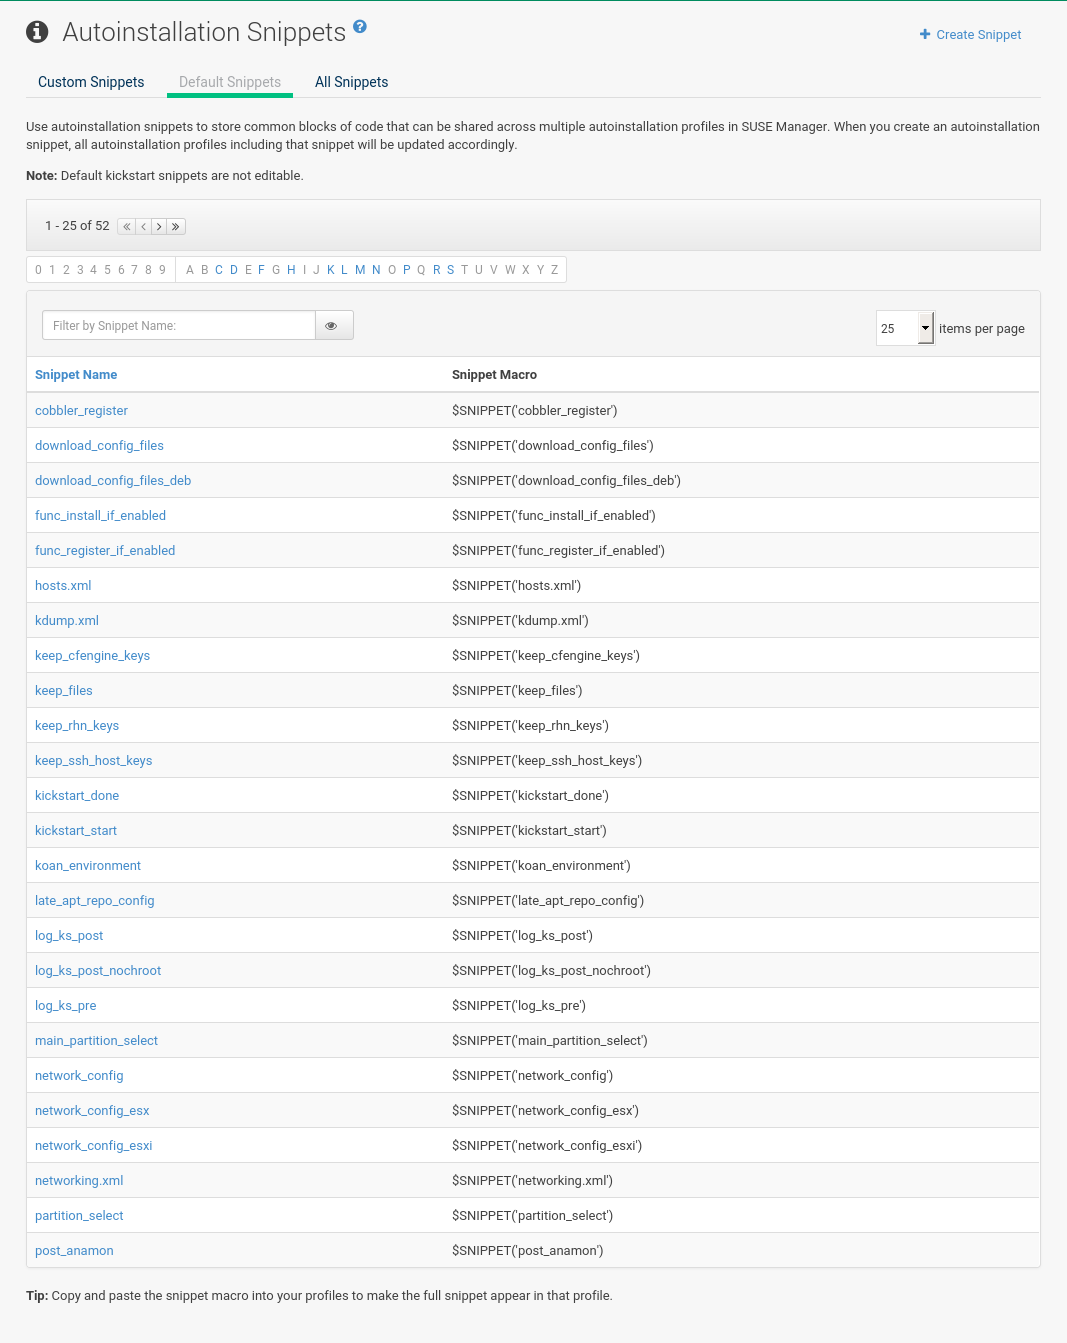 Autoinstallation Snippets
+ Create Snippet
Custom Snippets Default Snippets All Snippets
Use autoinstallation snippets to store common blocks of code that can be shared across multiple autoinstallation profiles in SUSE Manager. When you create an autoinstallation
snippet, all autoinstallation profiles including that snippet will be updated accordingly.
Note: Default kickstart snippets are not editable.
1 - 25 of 52
0 1 2 3 4 5 6 7 8 9 A B C D E F G H I J K L M N O P Q R S T U V W X Y Z
Filter by Snippet Name: 25 items per page
Snippet Name Snippet Macro
cobbler_register $SNIPPET('cobbler_register')
download_config_files $SNIPPET('download_config_files')
download_config_files_deb $SNIPPET('download_config_files_deb')
func_install_if_enabled $SNIPPET('func_install_if_enabled')
func_register_if_enabled $SNIPPET('func_register_if_enabled')
hosts.xml $SNIPPET('hosts.xml')
kdump.xml $SNIPPET('kdump.xml')
keep_cfengine_keys $SNIPPET('keep_cfengine_keys')
keep_files $SNIPPET('keep_files')
keep_rhn_keys $SNIPPET('keep_rhn_keys')
keep_ssh_host_keys $SNIPPET('keep_ssh_host_keys')
kickstart_done $SNIPPET('kickstart_done')
kickstart_start $SNIPPET('kickstart_start')
koan_environment $SNIPPET('koan_environment')
late_apt_repo_config $SNIPPET('late_apt_repo_config')
log_ks_post $SNIPPET('log_ks_post')
log_ks_post_nochroot $SNIPPET('log_ks_post_nochroot')
log_ks_pre $SNIPPET('log_ks_pre')
main_partition_select $SNIPPET('main_partition_select')
network_config $SNIPPET('network_config')
network_config_esx $SNIPPET('network_config_esx')
network_config_esxi $SNIPPET('network_config_esxi')
networking.xml $SNIPPET('networking.xml')
partition_select $SNIPPET('partition_select')
post_anamon $SNIPPET('post_anamon')
Tip: Copy and paste the snippet macro into your profiles to make the full snippet appear in that profile.